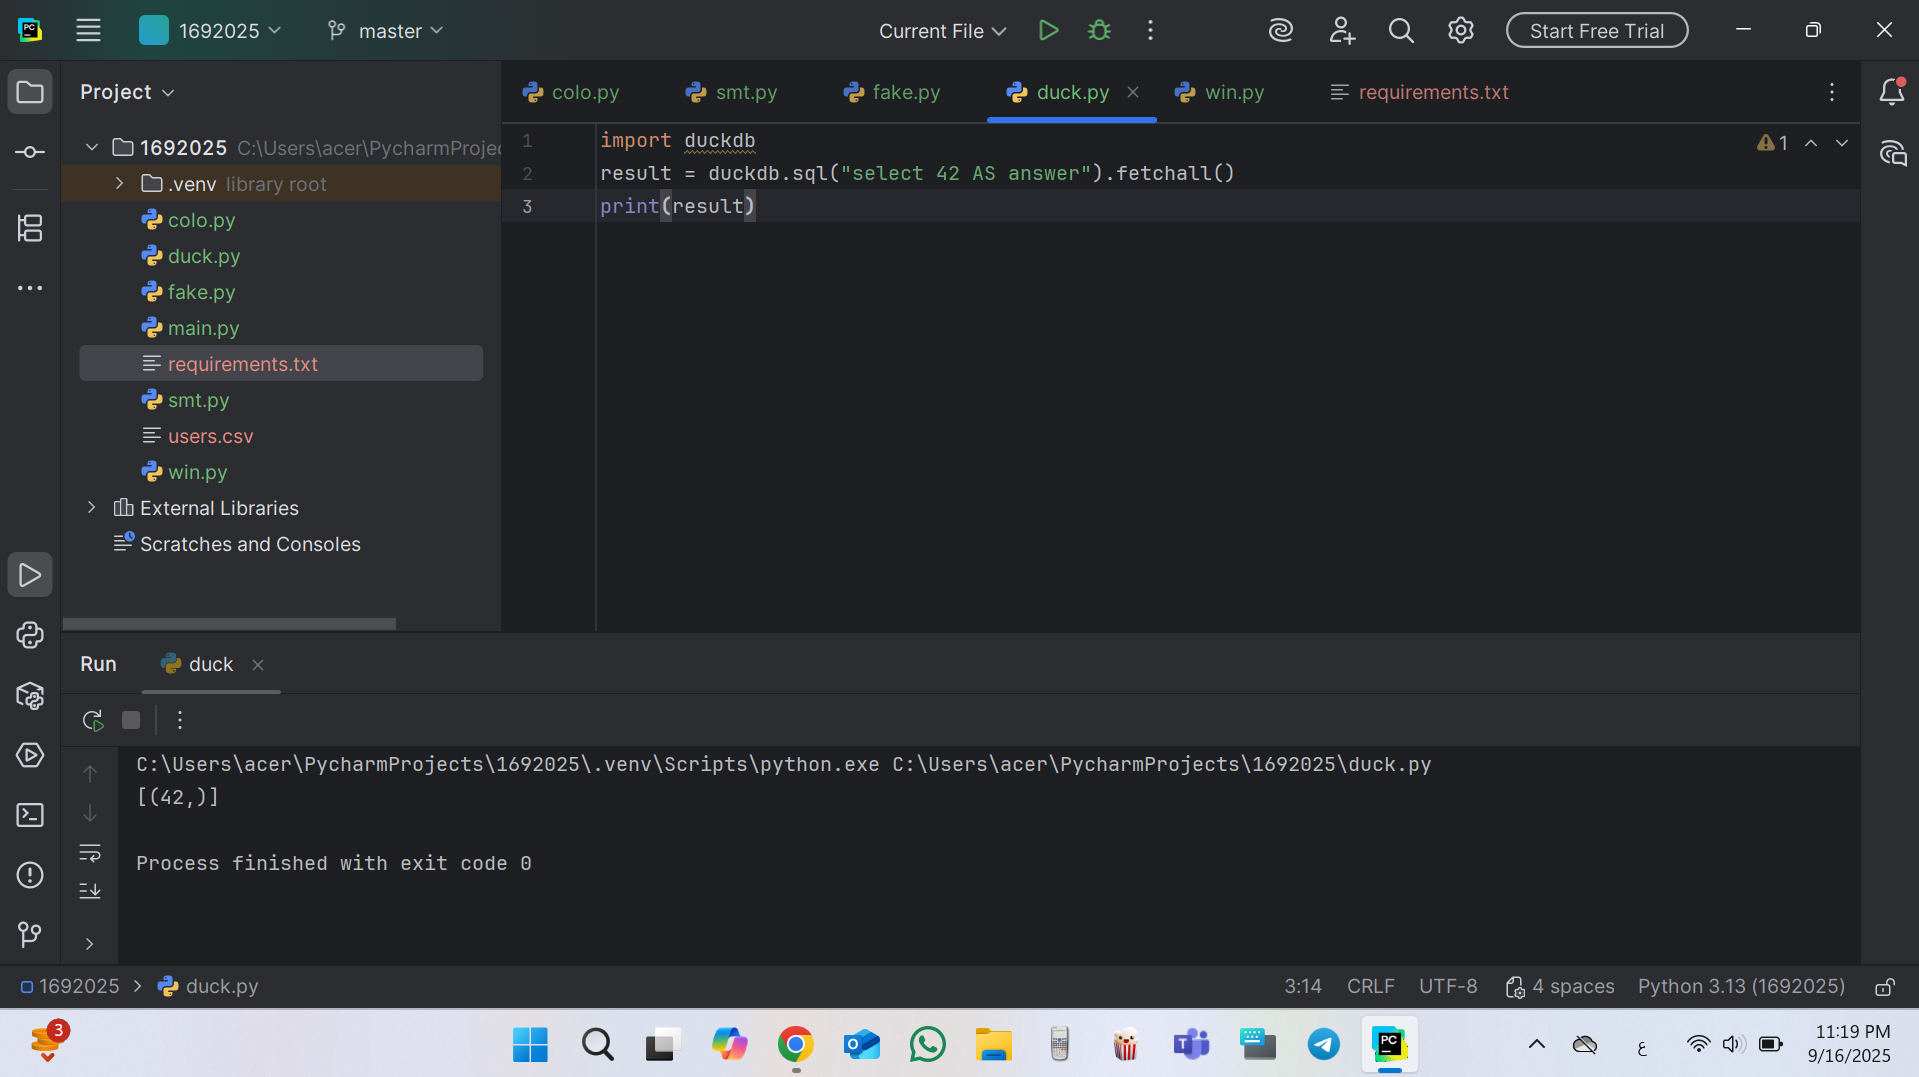 PC
1692025
master
Current File
Start Free Trial
Project
colo.py
smt.py
fake.py
duck.py
win.py
requirements.txt
1692025 C:\Users\acer\PycharmProjec
.venv library root
colo.py
duck.py
fake.py
main.py
requirements.txt
smt.py
users.csv
win.py
External Libraries
Scratches and Consoles
1 import duckdb
2 result = duckdb.sql("select 42 AS answer").fetchall()
3 print(result)
1
Run
duck
C:\Users\acer\PycharmProjects\1692025\.venv\Scripts\python.exe C:\Users\acer\PycharmProjects\1692025\duck.py
[(42,)]
Process finished with exit code 0
1692025 > duck.py
3:14 CRLF UTF-8 4 spaces Python 3.13 (1692025)
3
PC
ع
11:19 PM
9/16/2025